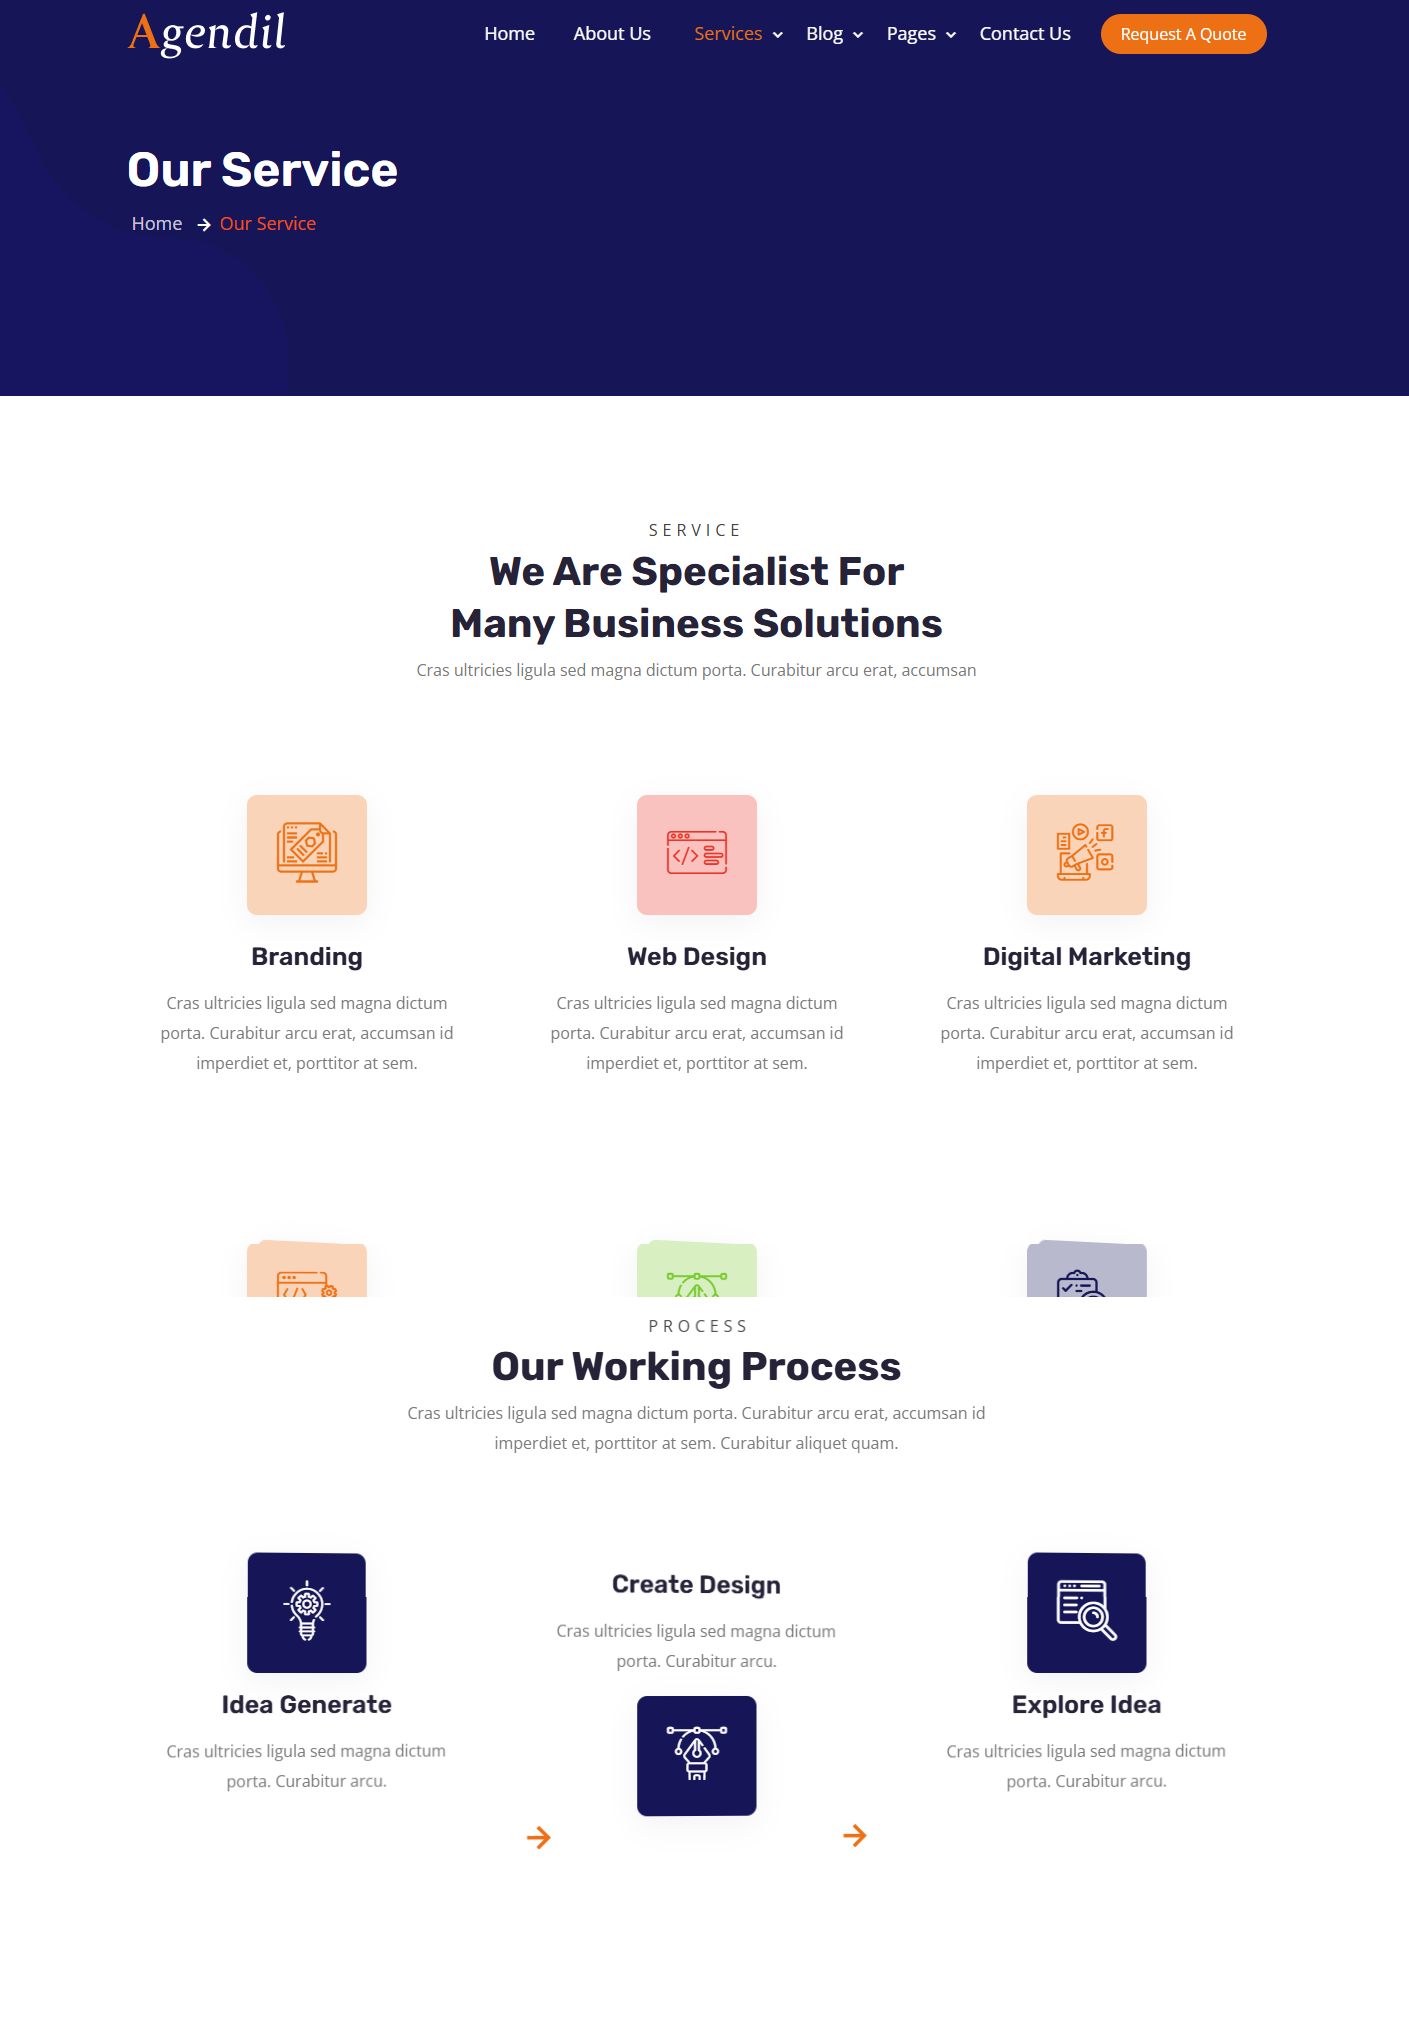 Agendil
Home About Us Services Blog Pages Contact Us Request A Quote
Our Service
Home Our Service
SERVICE
We Are Specialist For
Many Business Solutions
Cras ultricies ligula sed magna dictum porta. Curabitur arcu erat, accumsan
Branding
Cras ultricies ligula sed magna dictum
porta. Curabitur arcu erat, accumsan id
imperdiet et, porttitor at sem.
Web Design
Cras ultricies ligula sed magna dictum
porta. Curabitur arcu erat, accumsan id
imperdiet et, porttitor at sem.
Digital Marketing
Cras ultricies ligula sed magna dictum
porta. Curabitur arcu erat, accumsan id
imperdiet et, porttitor at sem.
PROCESS
Our Working Process
Cras ultricies ligula sed magna dictum porta. Curabitur arcu erat, accumsan id
imperdiet et, porttitor at sem. Curabitur aliquet quam.
Idea Generate
Cras ultricies ligula sed magna dictum
porta. Curabitur arcu.
Create Design
Cras ultricies ligula sed magna dictum
porta. Curabitur arcu.
Explore Idea
Cras ultricies ligula sed magna dictum
porta. Curabitur arcu.